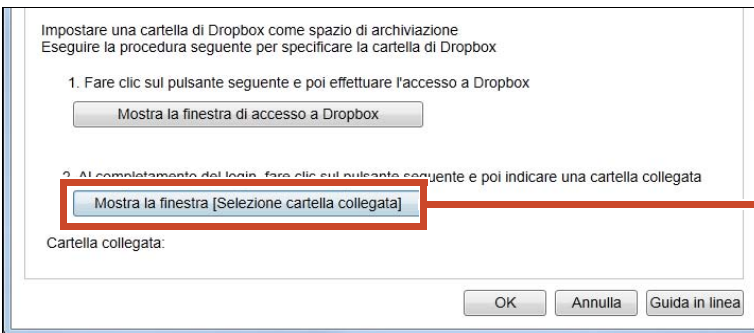 Impostare una cartella di Dropbox come spazio di archiviazione
Eseguire la procedura seguente per specificare la cartella di Dropbox
1. Fare clic sul pulsante seguente e poi effettuare l'accesso a Dropbox
Mostra la finestra di accesso a Dropbox
2. Al completamento del login, fare clic sul pulsante seguente e poi indicare una cartella collegata
Mostra la finestra [Selezione cartella collegata]
Cartella collegata:
OK Annulla Guida in linea